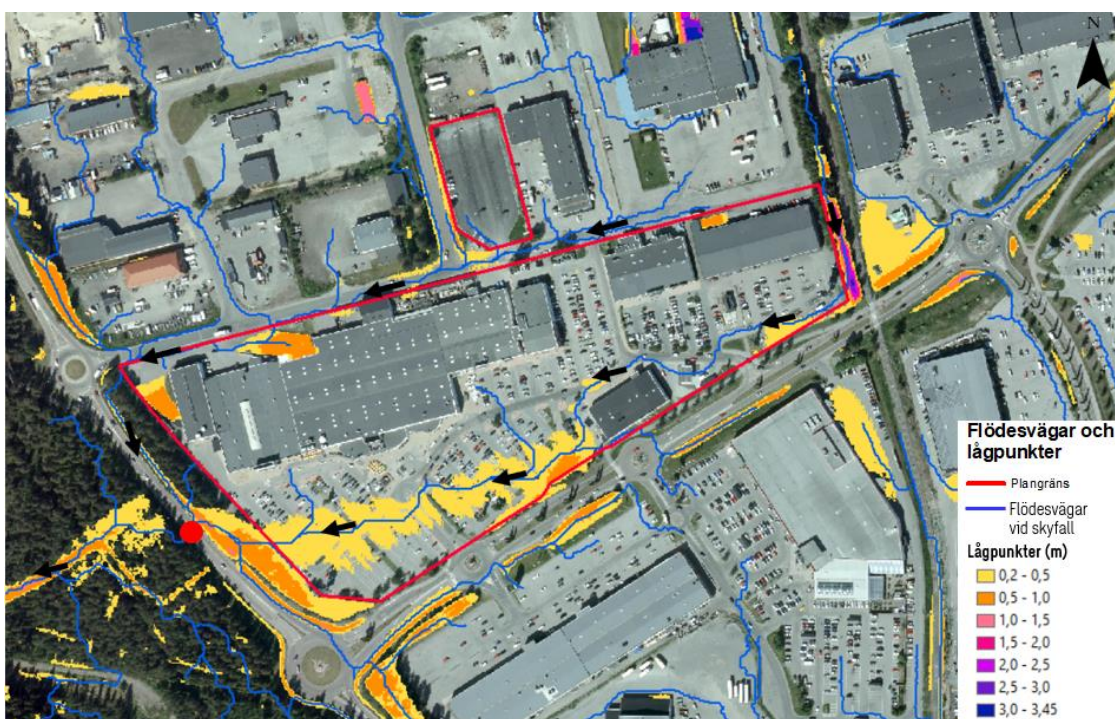 N
Flödesvägar och
lågpunkter
Plangräns
Flödesvägar
vid skyfall
Lågpunkter (m)
0,2 - 0,5
0,5 - 1,0
1,0 - 1,5
1,5 - 2,0
2,0 - 2,5
2,5 - 3,0
3,0 - 3,45